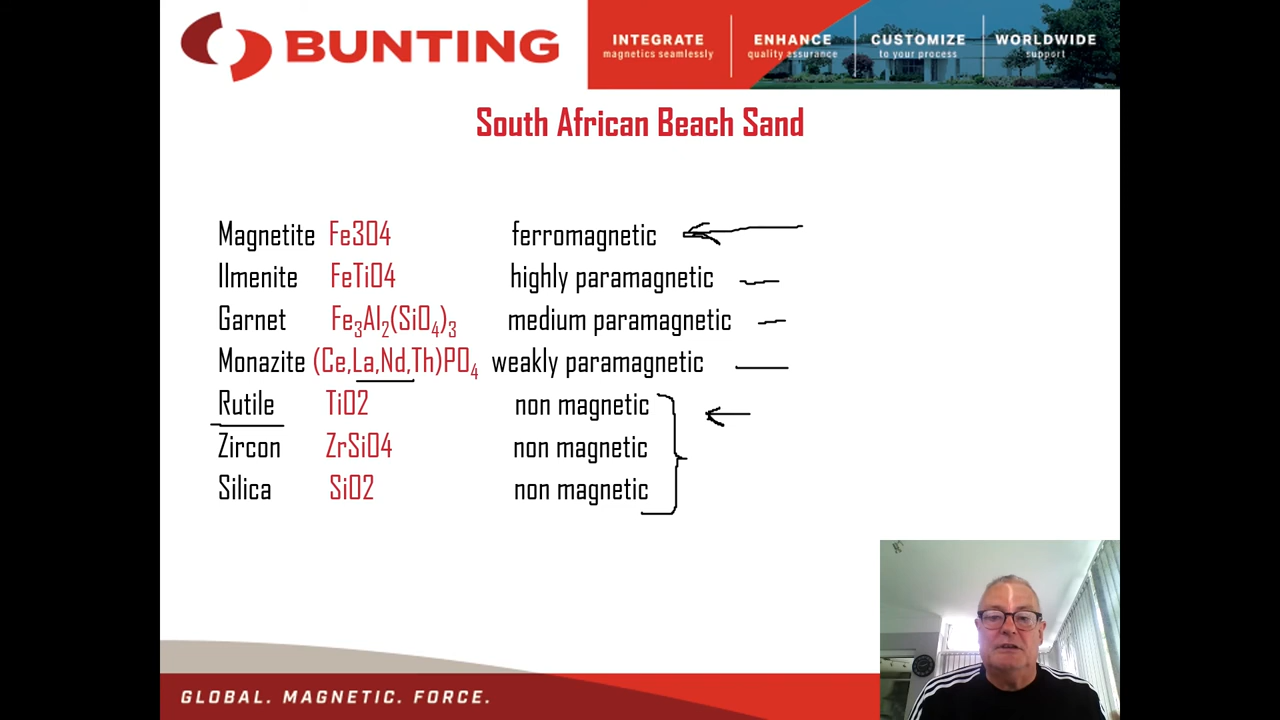 BUNTING
INTEGRATE ENHANCE CUSTOMIZE WORLDWIDE
magnetics seamlessly quality assurance to your process support
South African Beach Sand
Magnetite Fe3O4 ferromagnetic
Ilmenite FeTiO4 highly paramagnetic
Garnet Fe₃Al₂(SiO₄)₃ medium paramagnetic
Monazite (Ce,La,Nd,Th)PO₄ weakly paramagnetic
Rutile TiO2 non magnetic
Zircon ZrSiO4 non magnetic
Silica SiO2 non magnetic
GLOBAL. MAGNETIC. FORCE.